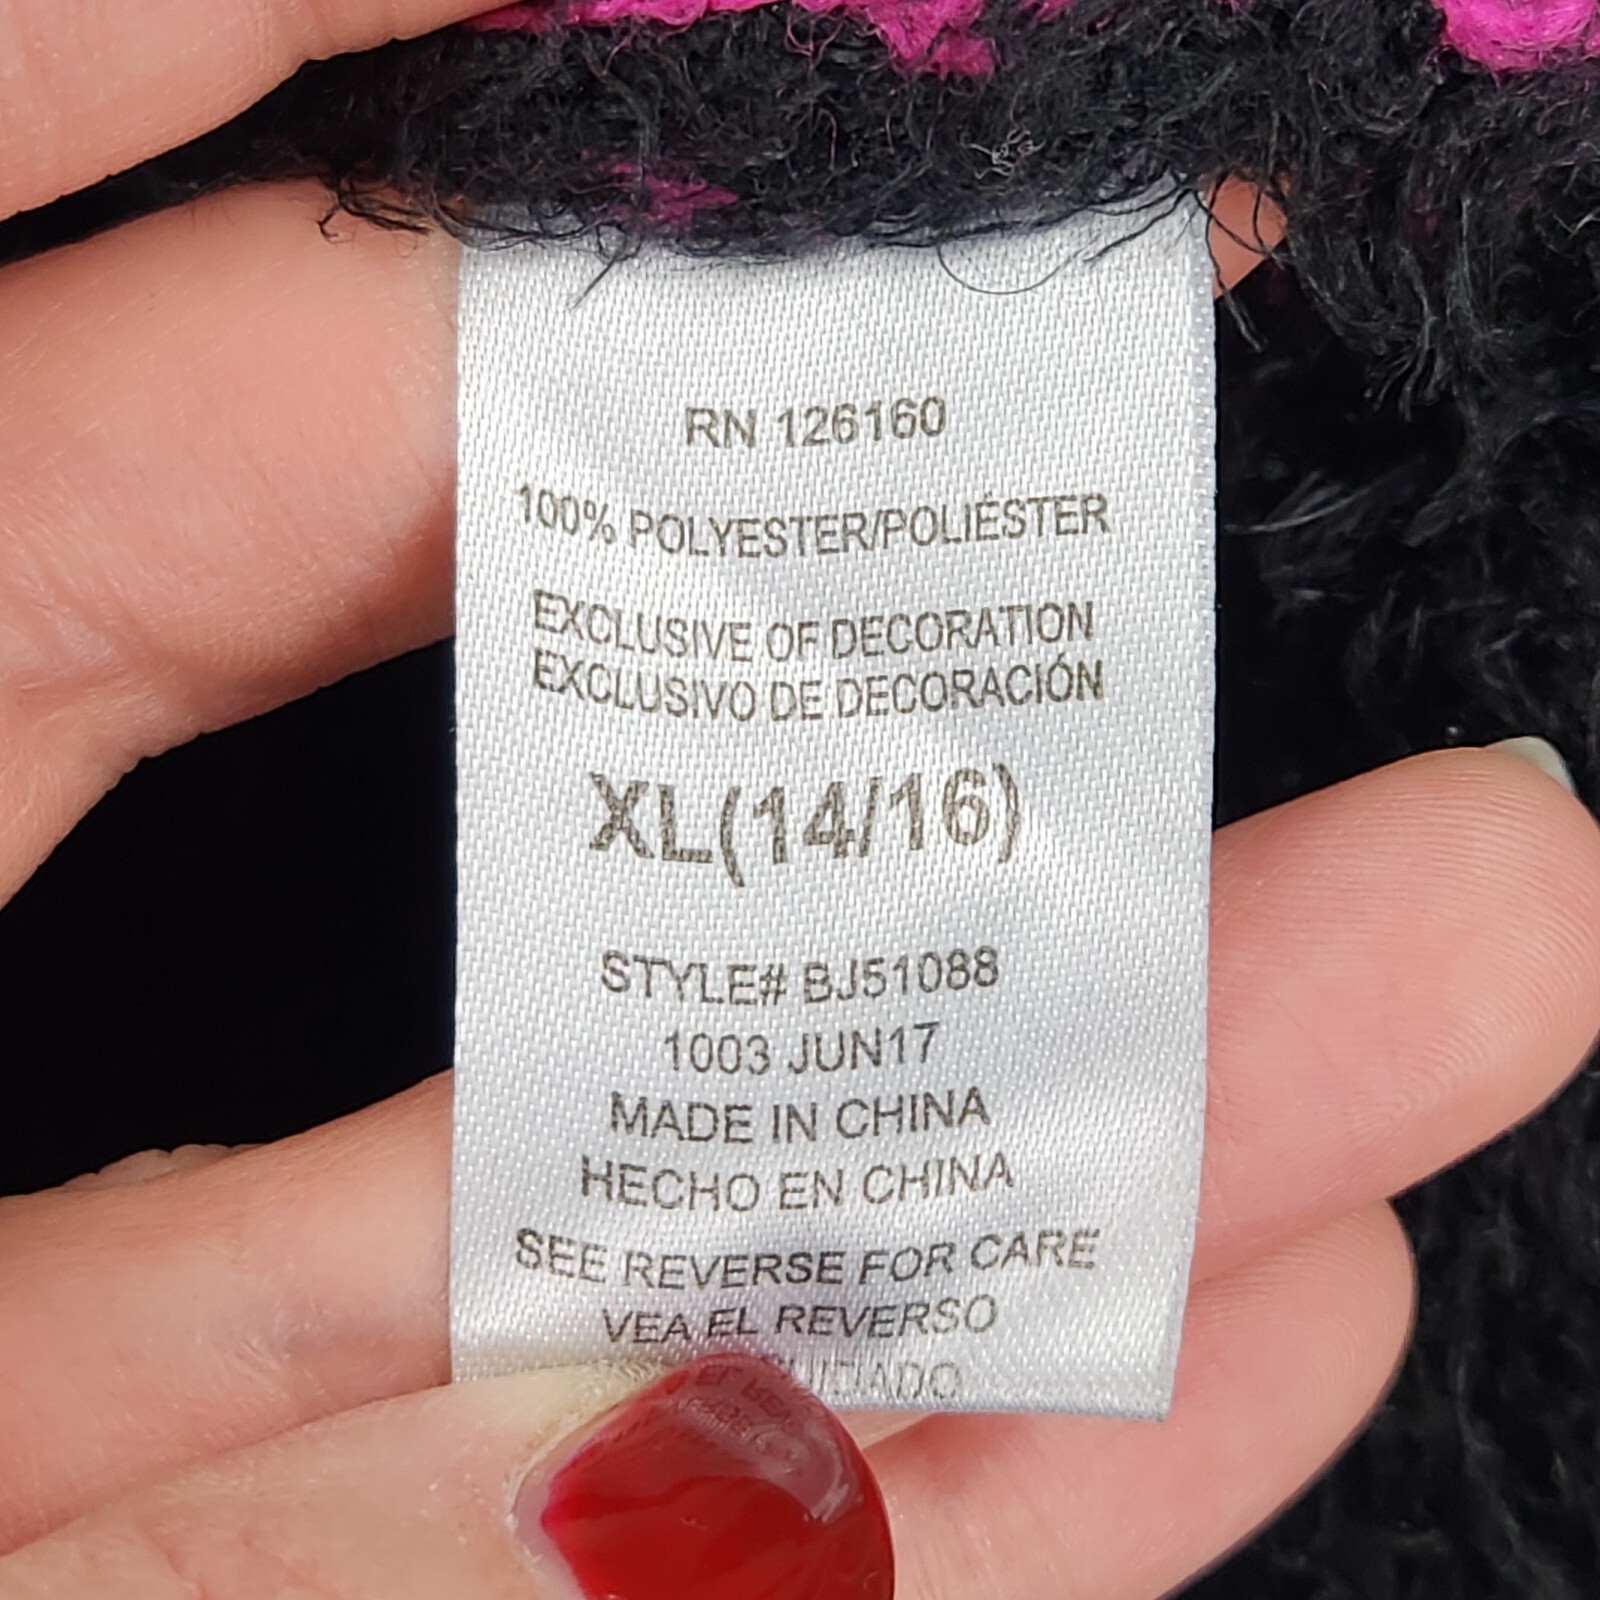 RN 126160
100% POLYESTER/POLIÉSTER
EXCLUSIVE OF DECORATION
EXCLUSIVO DE DECORACIÓN
XL(14/16)
STYLE# BJ51088
1003 JUN17
MADE IN CHINA
HECHO EN CHINA
SEE REVERSE FOR CARE
VEA EL REVERSO